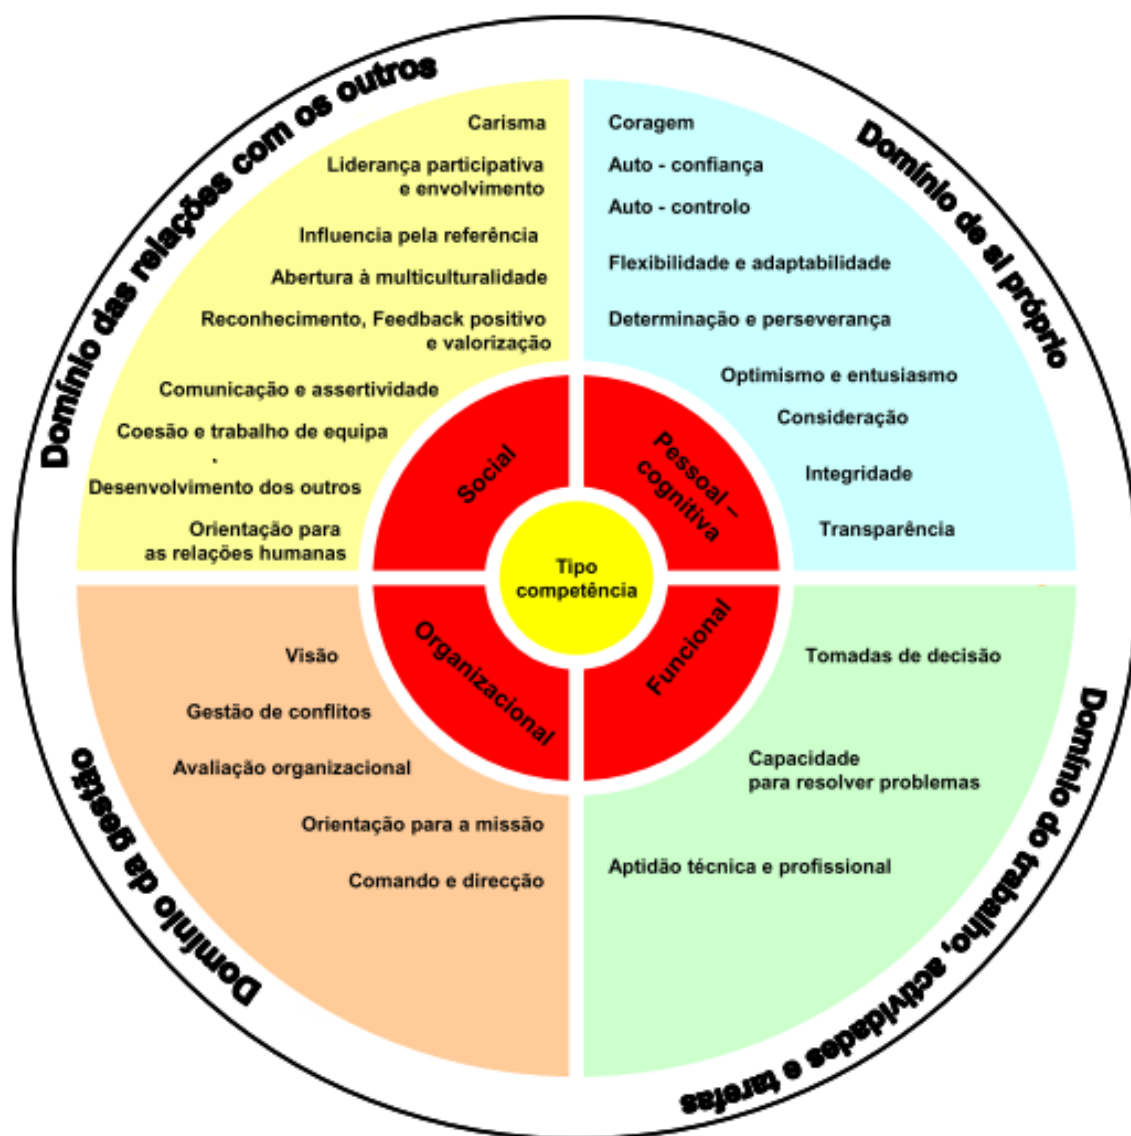 Domínio das relações com os outros
Carisma
Liderança participativa
e envolvimento
Influencia pela referência
Abertura à multiculturalidade
Reconhecimento, Feedback positivo
e valorização
Comunicação e assertividade
Coesão e trabalho de equipa
.
Desenvolvimento dos outros
Orientação para
as relações humanas
Domínio de si próprio
Coragem
Auto - confiança
Auto - controlo
Flexibilidade e adaptabilidade
Determinação e perseverança
Optimismo e entusiasmo
Consideração
Integridade
Transparência
Social
Pessoal –
cognitiva
Tipo
competência
Organizacional
Funcional
Visão
Gestão de conflitos
Avaliação organizacional
Orientação para a missão
Comando e direcção
Domínio da gestão
Tomadas de decisão
Capacidade
para resolver problemas
Aptidão técnica e profissional
Domínio do trabalho, actividades e tarefas